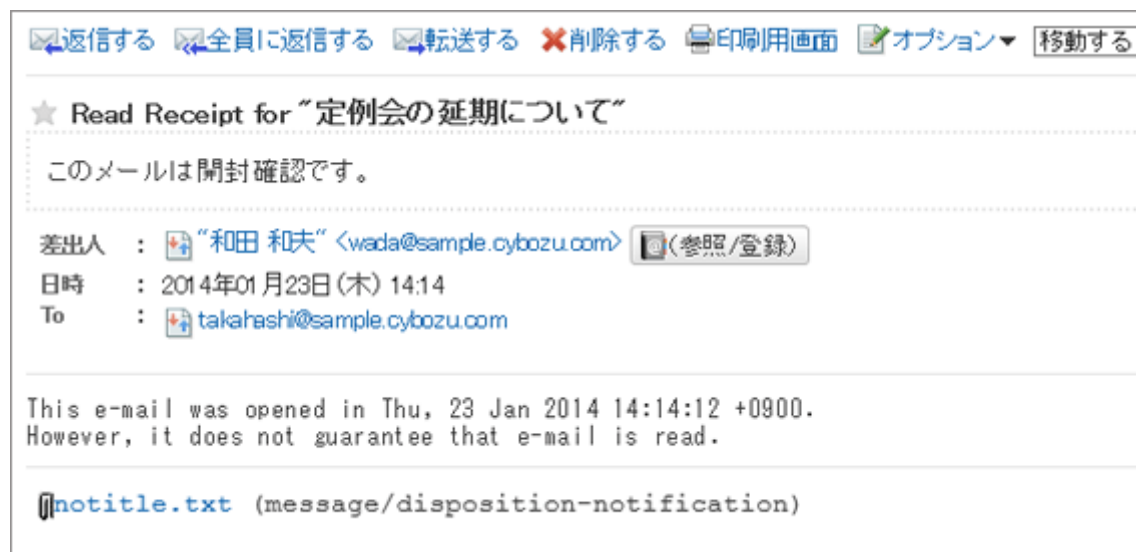 返信する 全員に返信する 転送する 削除する 印刷用画面 オプション▼ 移動する
Read Receipt for "定例会の延期について"
このメールは開封確認です。
差出人 : "和田 和夫" <wada@sample.cybozu.com> (参照/登録)
日時 : 2014年01月23日(木) 14:14
To : takahashi@sample.cybozu.com
This e-mail was opened in Thu, 23 Jan 2014 14:14:12 +0900.
However, it does not guarantee that e-mail is read.
notitle.txt (message/disposition-notification)